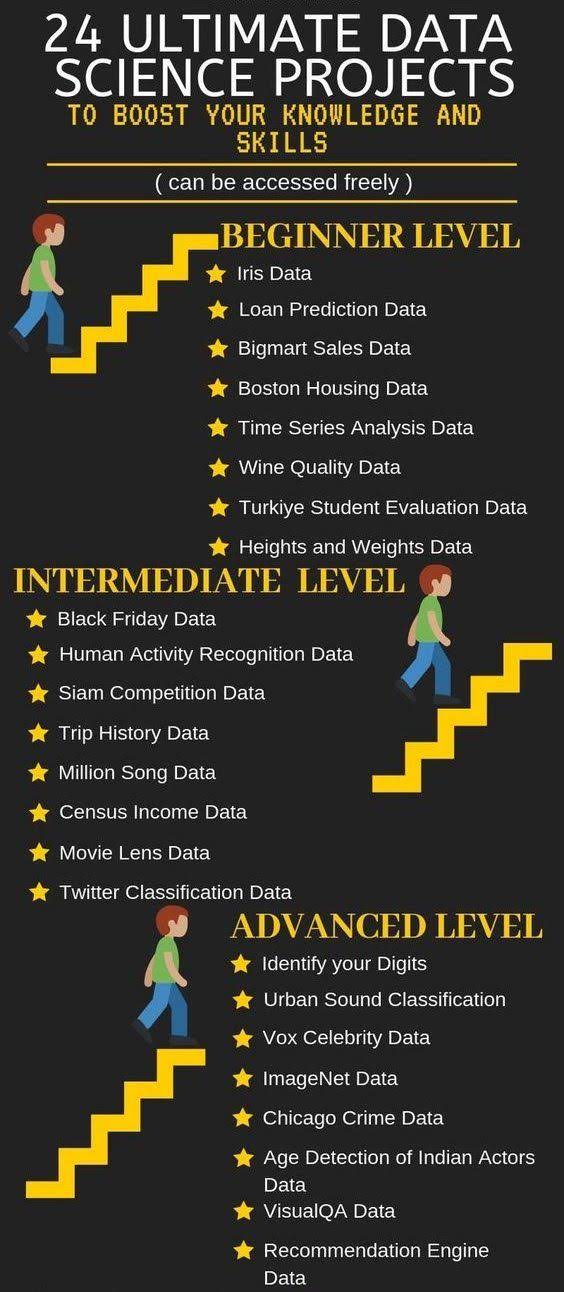 24 ULTIMATE DATA
SCIENCE PROJECTS
TO BOOST YOUR KNOWLEDGE AND
SKILLS
( can be accessed freely )
BEGINNER LEVEL
Iris Data
Loan Prediction Data
Bigmart Sales Data
Boston Housing Data
Time Series Analysis Data
Wine Quality Data
Turkiye Student Evaluation Data
Heights and Weights Data
INTERMEDIATE LEVEL
Black Friday Data
Human Activity Recognition Data
Siam Competition Data
Trip History Data
Million Song Data
Census Income Data
Movie Lens Data
Twitter Classification Data
ADVANCED LEVEL
Identify your Digits
Urban Sound Classification
Vox Celebrity Data
ImageNet Data
Chicago Crime Data
Age Detection of Indian Actors
Data
VisualQA Data
Recommendation Engine
Data